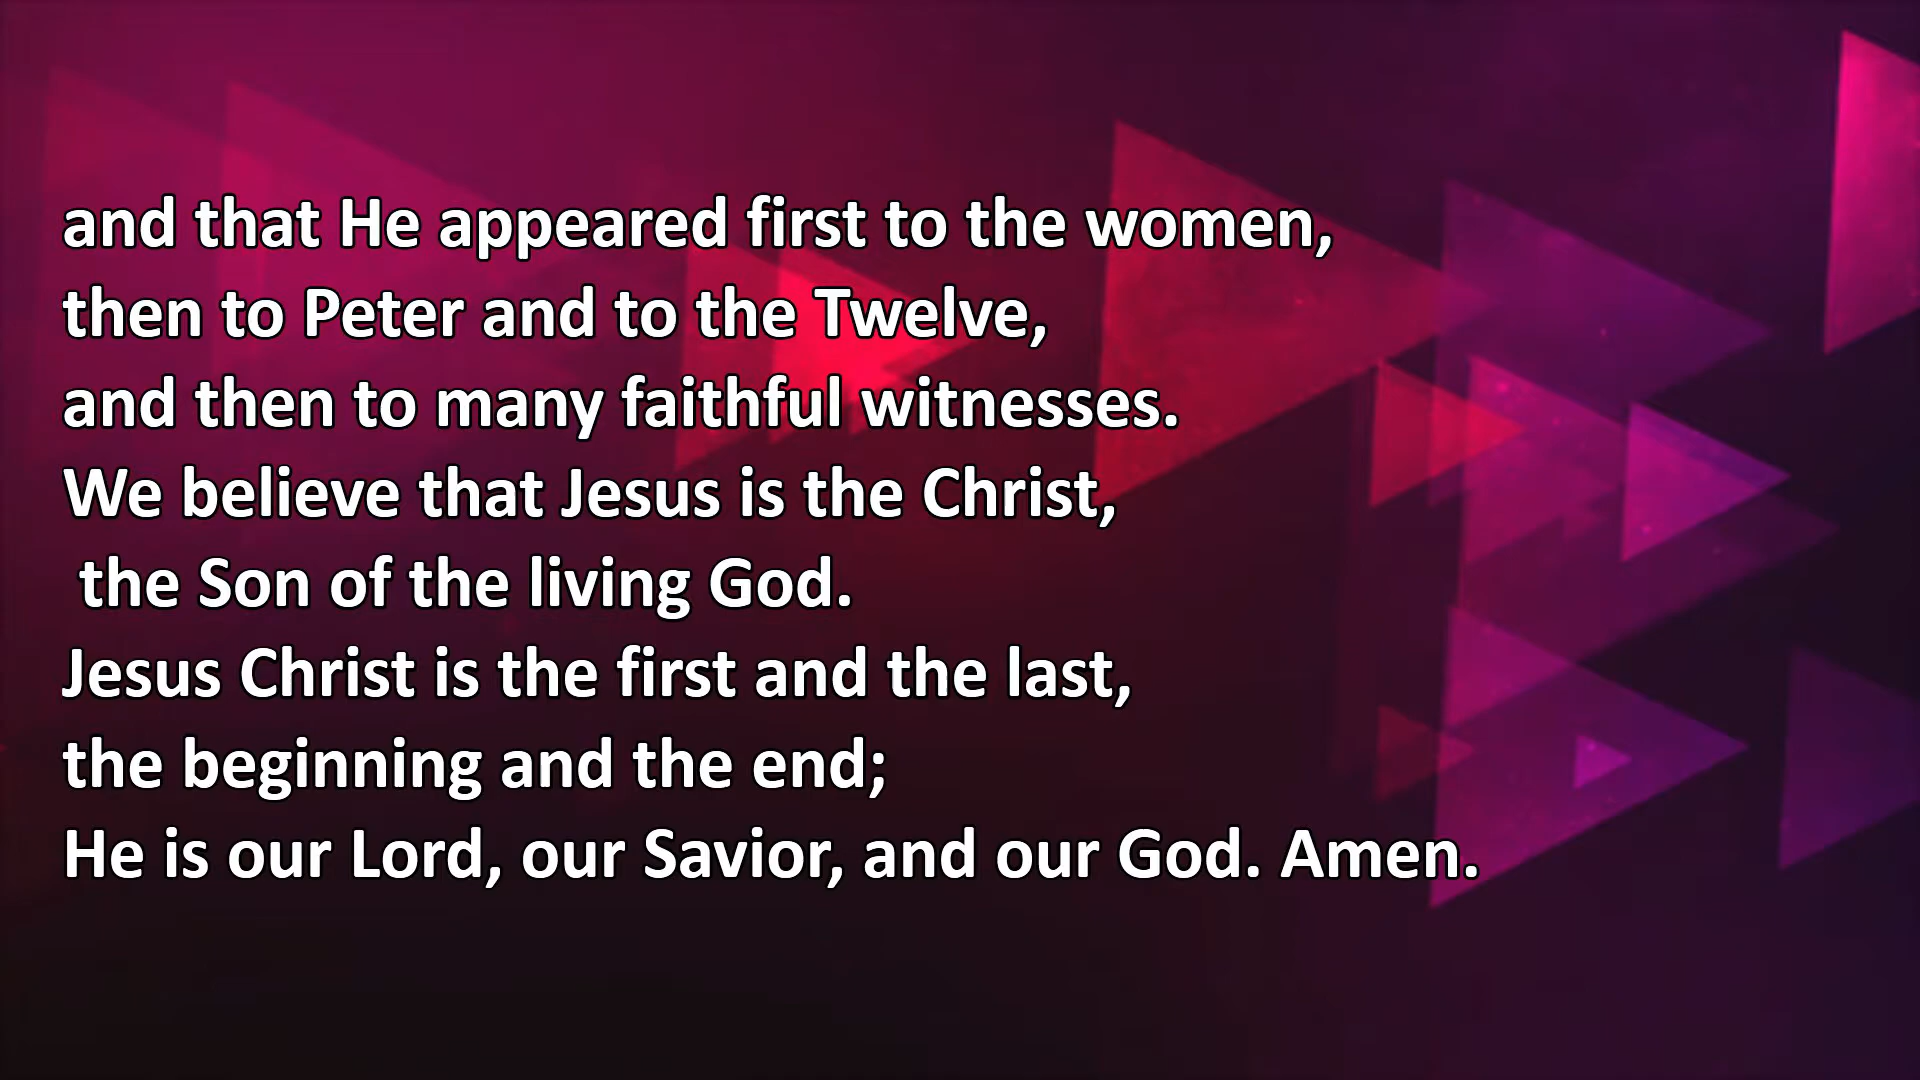 and that He appeared first to the women,
then to Peter and to the Twelve,
and then to many faithful witnesses.
We believe that Jesus is the Christ,
the Son of the living God.
Jesus Christ is the first and the last,
the beginning and the end;
He is our Lord, our Savior, and our God. Amen.